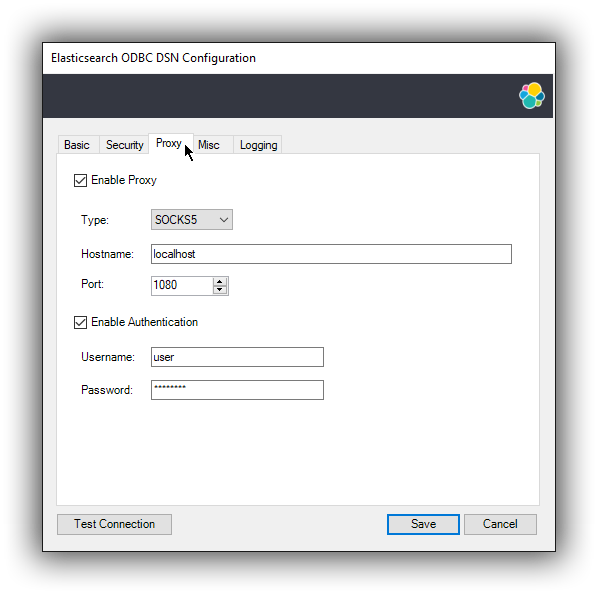 Elasticsearch ODBC DSN Configuration
Basic Security Proxy Misc Logging
Enable Proxy
Type: SOCKS5
Hostname: localhost
Port: 1080
Enable Authentication
Username: user
Password: ********
Test Connection Save Cancel